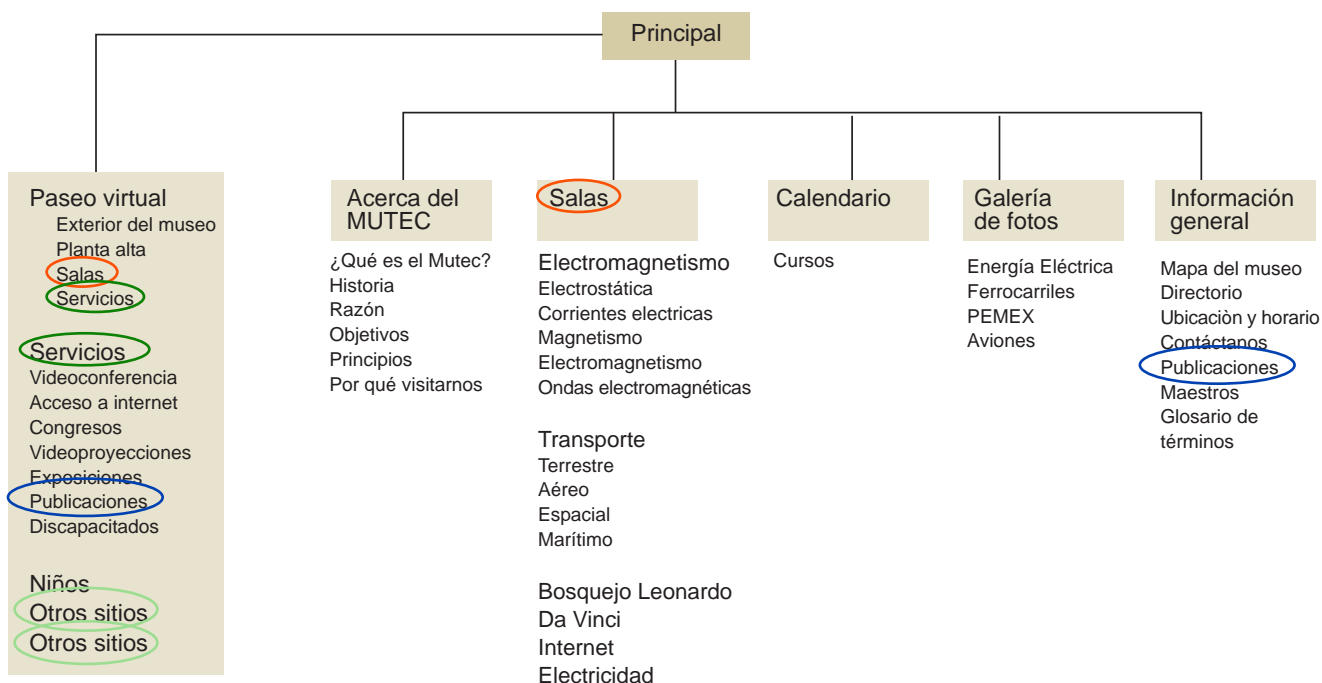 Principal
Paseo virtual
Exterior del museo
Planta alta
Salas
Servicios
Servicios
Videoconferencia
Acceso a internet
Congresos
Videoproyecciones
Exposiciones
Publicaciones
Discapacitados
Niños
Otros sitios
Otros sitios
Acerca del
MUTEC
¿Qué es el Mutec?
Historia
Razón
Objetivos
Principios
Por qué visitarnos
Salas
Electromagnetismo
Electrostática
Corrientes electricas
Magnetismo
Electromagnetismo
Ondas electromagnéticas
Transporte
Terrestre
Aéreo
Espacial
Marítimo
Bosquejo Leonardo
Da Vinci
Internet
Electricidad
Calendario
Cursos
Galería
de fotos
Energía Eléctrica
Ferrocarriles
PEMEX
Aviones
Información
general
Mapa del museo
Directorio
Ubicaciòn y horario
Contáctanos
Publicaciones
Maestros
Glosario de
términos